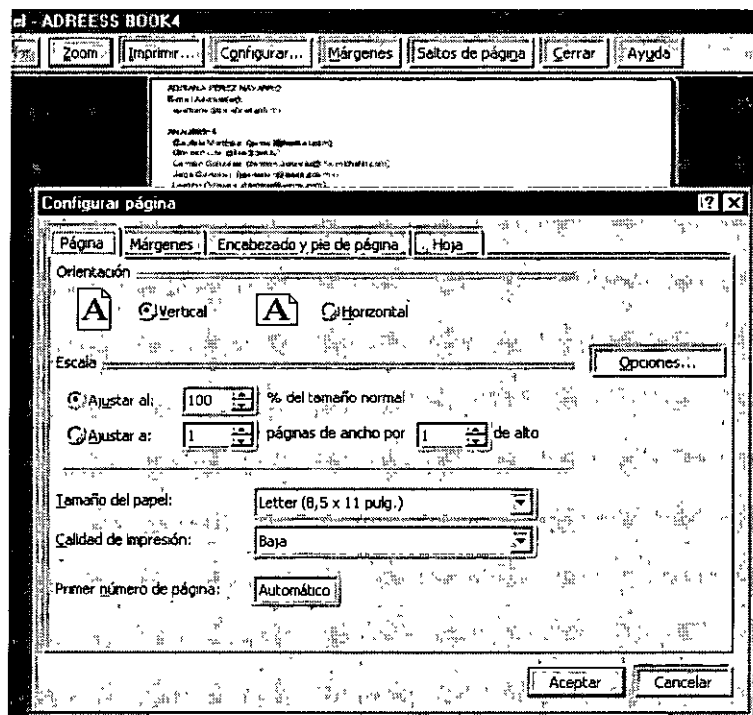 el - ADREESS BOOK4
Zoom Imprimir... Configurar... Márgenes Saltos de página Cerrar Ayuda
ADRIANA PEREZ NAVARRO
Configurar página
Página Márgenes Encabezado y pie de página Hoja
Orientación
A Vertical A Horizontal
Escala
Opciones...
Ajustar al: 100 % del tamaño normal
Ajustar a: 1 páginas de ancho por 1 de alto
Tamaño del papel: Letter (8,5 x 11 pulg.)
Calidad de impresión: Baja
Primer número de página: Automático
Aceptar Cancelar